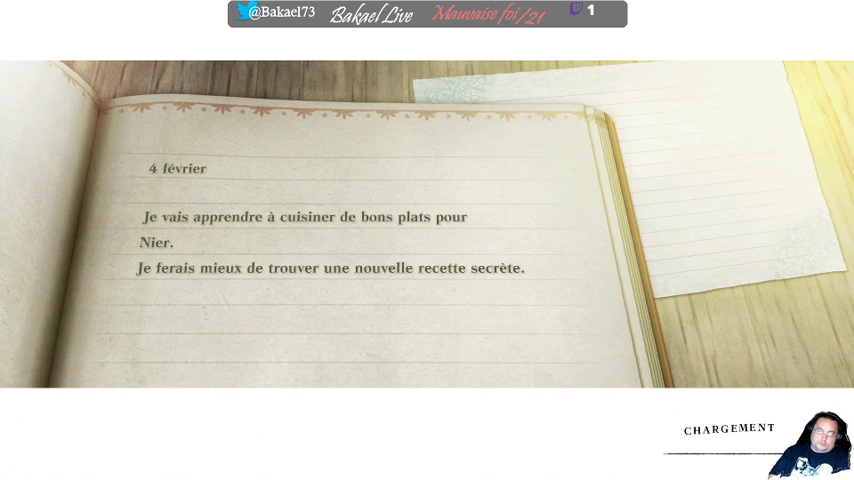 @Bakael73 Bakael Live Mauvaise foi/21 1
4 février
Je vais apprendre à cuisiner de bons plats pour
Nier.
Je ferais mieux de trouver une nouvelle recette secrète.
CHARGEMENT